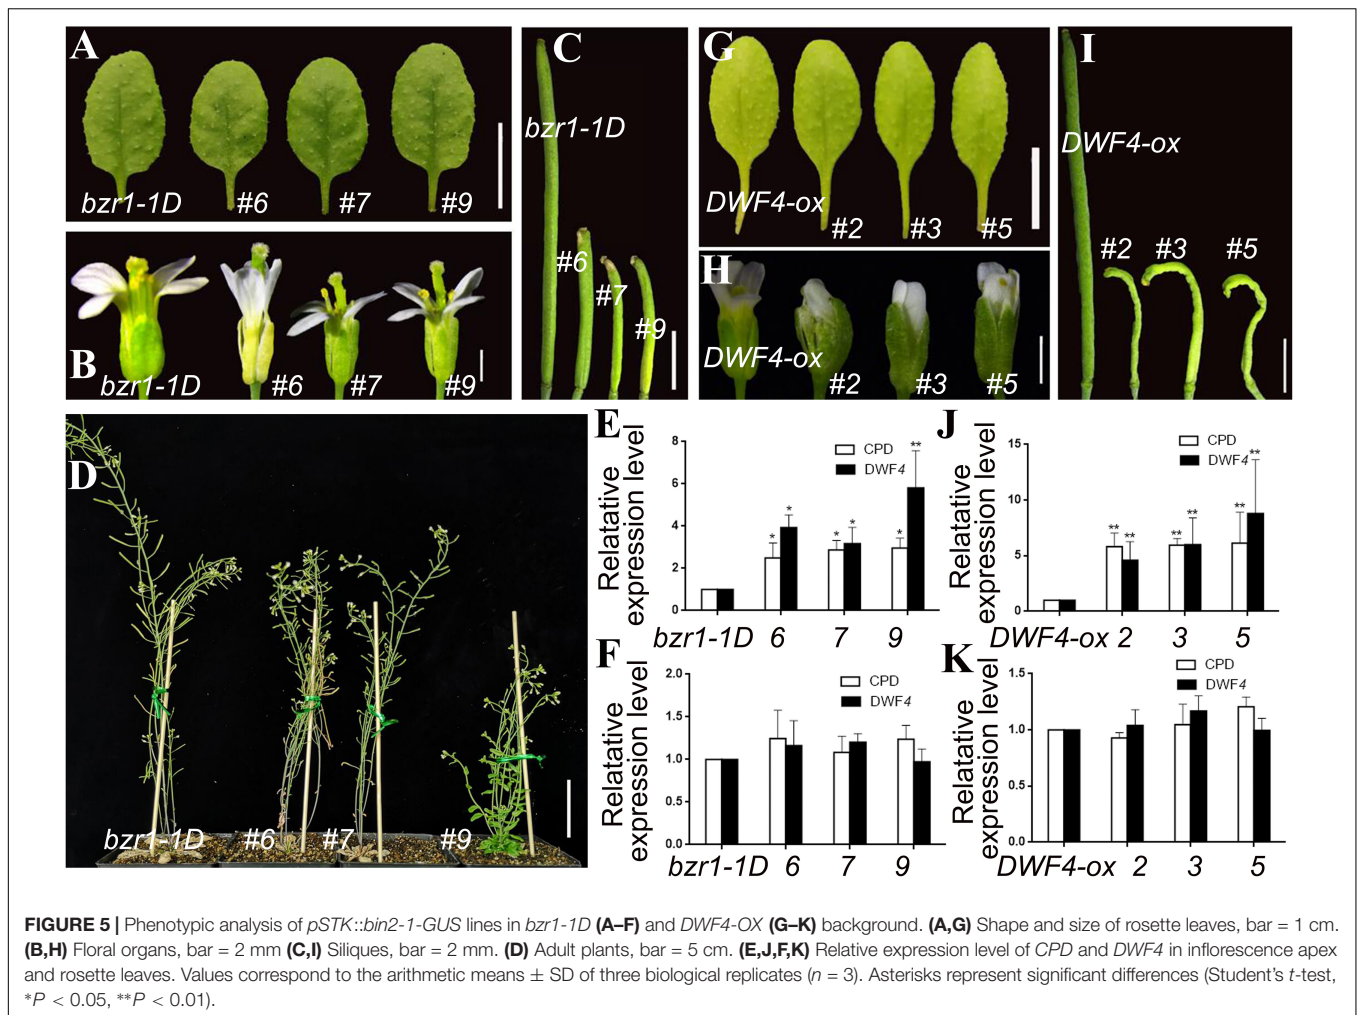 A
bzr1-1D
#6
#7
#9
B
bzr1-1D
#6
#7
#9
C
bzr1-1D
#6
#7
#9
G
DWF4-ox
#2
#3
#5
H
DWF4-ox
#2
#3
#5
I
DWF4-ox
#2
#3
#5
D
bzr1-1D
#6
#7
#9
E
Relatative
expression level
8
6
4
2
0
CPD
DWF4
*
*
*
*
*
**
bzr1-1D 6 7 9
F
Relatative
expression level
2.0
1.5
1.0
0.5
0.0
CPD
DWF4
bzr1-1D 6 7 9
J
Relatative
expression level
15
10
5
0
CPD
DWF4
**
**
**
**
**
**
DWF4-ox 2 3 5
K
Relatative
expression level
1.5
1.0
0.5
0.0
CPD
DWF4
DWF4-ox 2 3 5
FIGURE 5 | Phenotypic analysis of pSTK::bin2-1-GUS lines in bzr1-1D (A–F) and DWF4-OX (G–K) background. (A,G) Shape and size of rosette leaves, bar = 1 cm.
(B,H) Floral organs, bar = 2 mm (C,I) Siliques, bar = 2 mm. (D) Adult plants, bar = 5 cm. (E,J,F,K) Relative expression level of CPD and DWF4 in inflorescence apex
and rosette leaves. Values correspond to the arithmetic means ± SD of three biological replicates (n = 3). Asterisks represent significant differences (Student's t-test,
*P < 0.05, **P < 0.01).